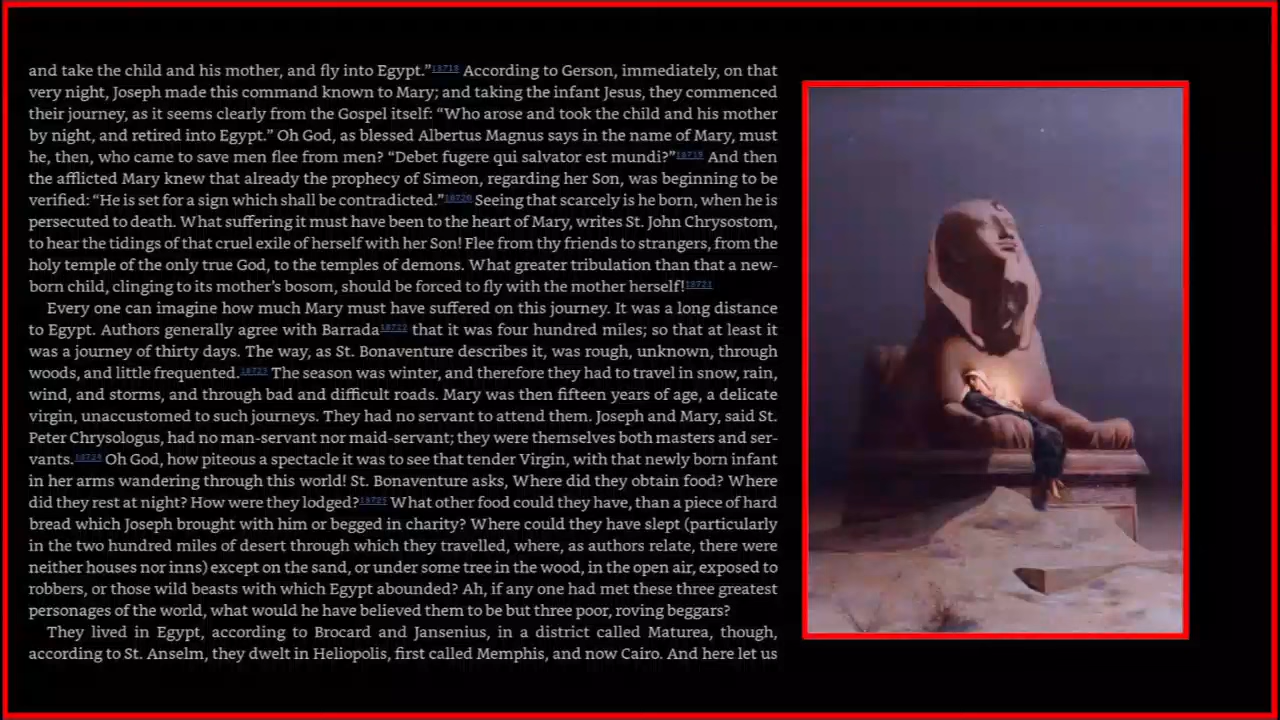 and take the child and his mother, and fly into Egypt.”18718 According to Gerson, immediately, on that
very night, Joseph made this command known to Mary; and taking the infant Jesus, they commenced
their journey, as it seems clearly from the Gospel itself: “Who arose and took the child and his mother
by night, and retired into Egypt.” Oh God, as blessed Albertus Magnus says in the name of Mary, must
he, then, who came to save men flee from men? “Debet fugere qui salvator est mundi?”18719 And then
the afflicted Mary knew that already the prophecy of Simeon, regarding her Son, was beginning to be
verified: “He is set for a sign which shall be contradicted.”18720 Seeing that scarcely is he born, when he is
persecuted to death. What suffering it must have been to the heart of Mary, writes St. John Chrysostom,
to hear the tidings of that cruel exile of herself with her Son! Flee from thy friends to strangers, from the
holy temple of the only true God, to the temples of demons. What greater tribulation than that a new-
born child, clinging to its mother’s bosom, should be forced to fly with the mother herself!18721
Every one can imagine how much Mary must have suffered on this journey. It was a long distance
to Egypt. Authors generally agree with Barrada18722 that it was four hundred miles; so that at least it
was a journey of thirty days. The way, as St. Bonaventure describes it, was rough, unknown, through
woods, and little frequented.18723 The season was winter, and therefore they had to travel in snow, rain,
wind, and storms, and through bad and difficult roads. Mary was then fifteen years of age, a delicate
virgin, unaccustomed to such journeys. They had no servant to attend them. Joseph and Mary, said St.
Peter Chrysologus, had no man-servant nor maid-servant; they were themselves both masters and ser-
vants.18724 Oh God, how piteous a spectacle it was to see that tender Virgin, with that newly born infant
in her arms wandering through this world! St. Bonaventure asks, Where did they obtain food? Where
did they rest at night? How were they lodged?18725 What other food could they have, than a piece of hard
bread which Joseph brought with him or begged in charity? Where could they have slept (particularly
in the two hundred miles of desert through which they travelled, where, as authors relate, there were
neither houses nor inns) except on the sand, or under some tree in the wood, in the open air, exposed to
robbers, or those wild beasts with which Egypt abounded? Ah, if any one had met these three greatest
personages of the world, what would he have believed them to be but three poor, roving beggars?
They lived in Egypt, according to Brocard and Jansenius, in a district called Maturea, though,
according to St. Anselm, they dwelt in Heliopolis, first called Memphis, and now Cairo. And here let us